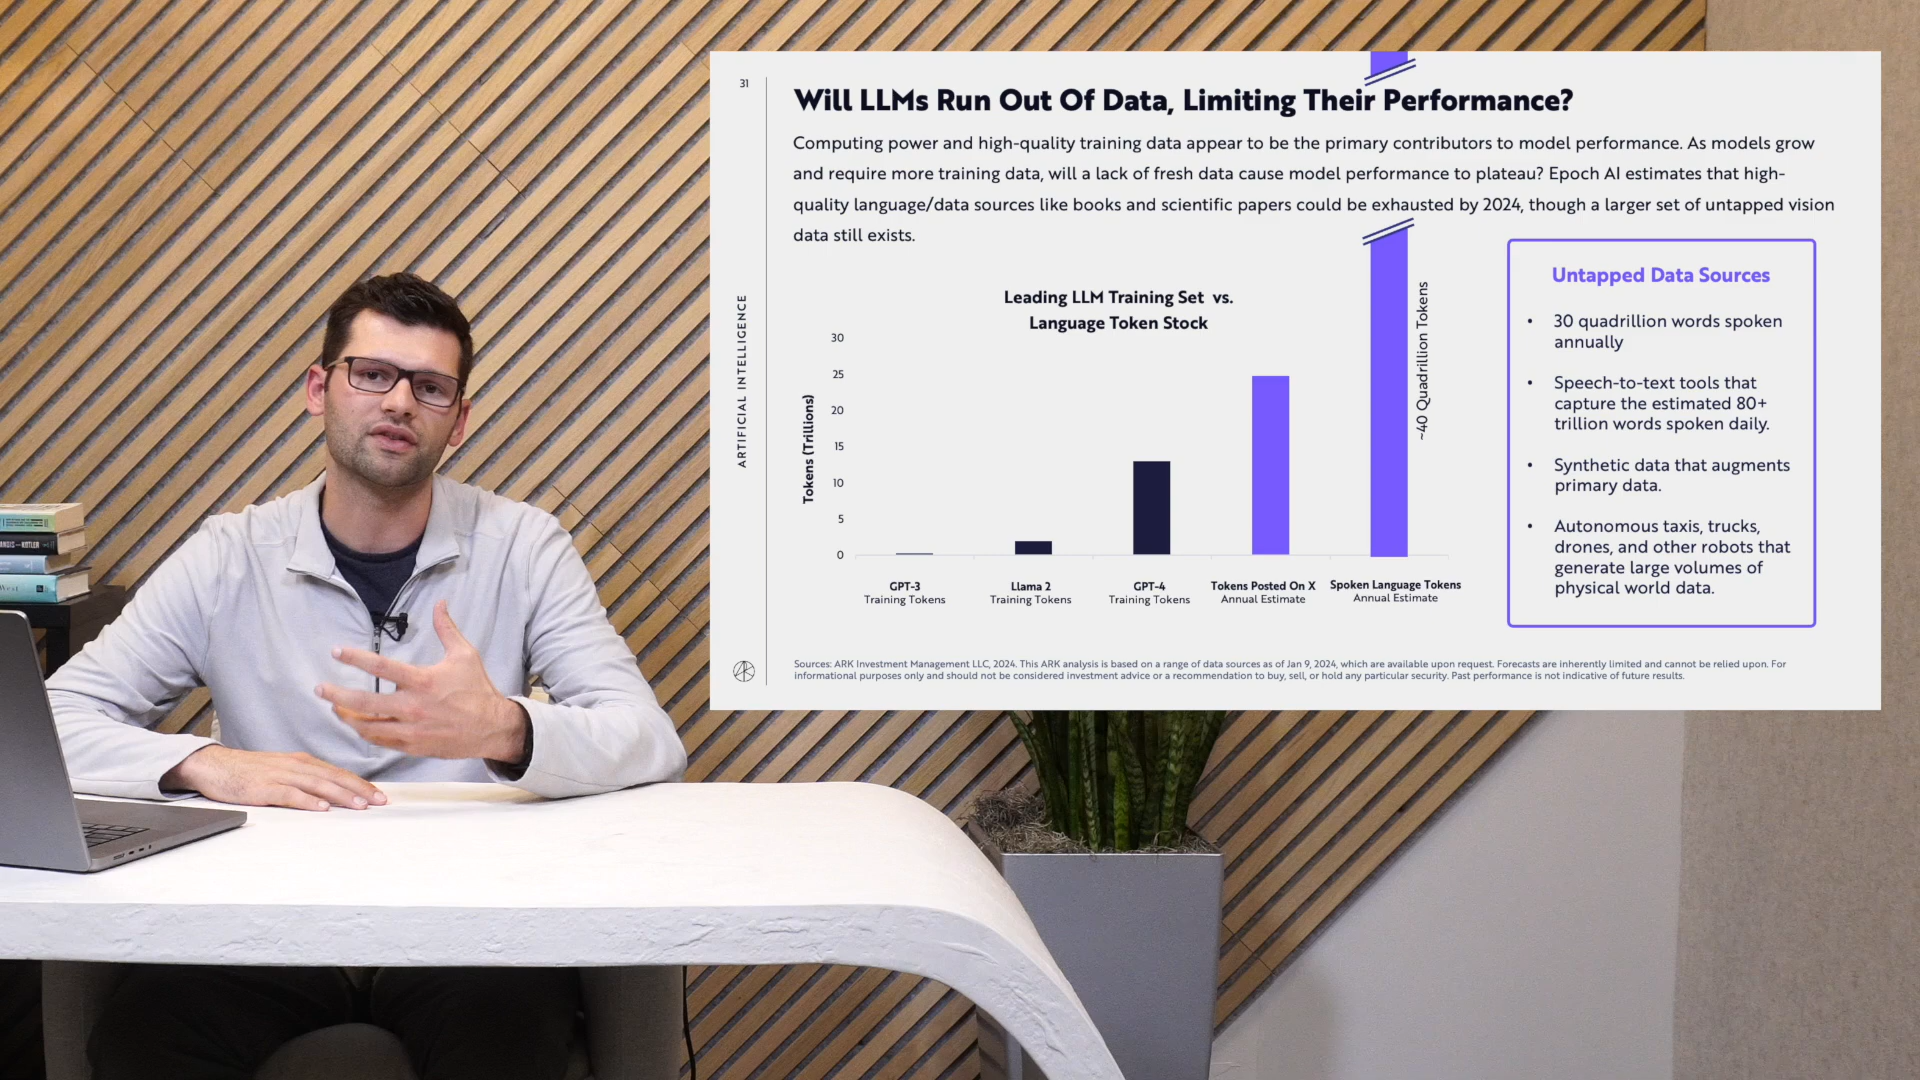 31
Will LLMs Run Out Of Data, Limiting Their Performance?
Computing power and high-quality training data appear to be the primary contributors to model performance. As models grow
and require more training data, will a lack of fresh data cause model performance to plateau? Epoch AI estimates that high-
quality language/data sources like books and scientific papers could be exhausted by 2024, though a larger set of untapped vision
data still exists.
ARTIFICIAL INTELLIGENCE
Leading LLM Training Set vs.
Language Token Stock
Tokens (Trillions)
30
25
20
15
10
5
0
~40 Quadrillion Tokens
GPT-3
Training Tokens
Llama 2
Training Tokens
GPT-4
Training Tokens
Tokens Posted On X
Annual Estimate
Spoken Language Tokens
Annual Estimate
Untapped Data Sources
• 30 quadrillion words spoken
annually
• Speech-to-text tools that
capture the estimated 80+
trillion words spoken daily.
• Synthetic data that augments
primary data.
• Autonomous taxis, trucks,
drones, and other robots that
generate large volumes of
physical world data.
Sources: ARK Investment Management LLC, 2024. This ARK analysis is based on a range of data sources as of Jan 9, 2024, which are available upon request. Forecasts are inherently limited and cannot be relied upon. For
informational purposes only and should not be considered investment advice or a recommendation to buy, sell, or hold any particular security. Past performance is not indicative of future results.
KOTLER
West